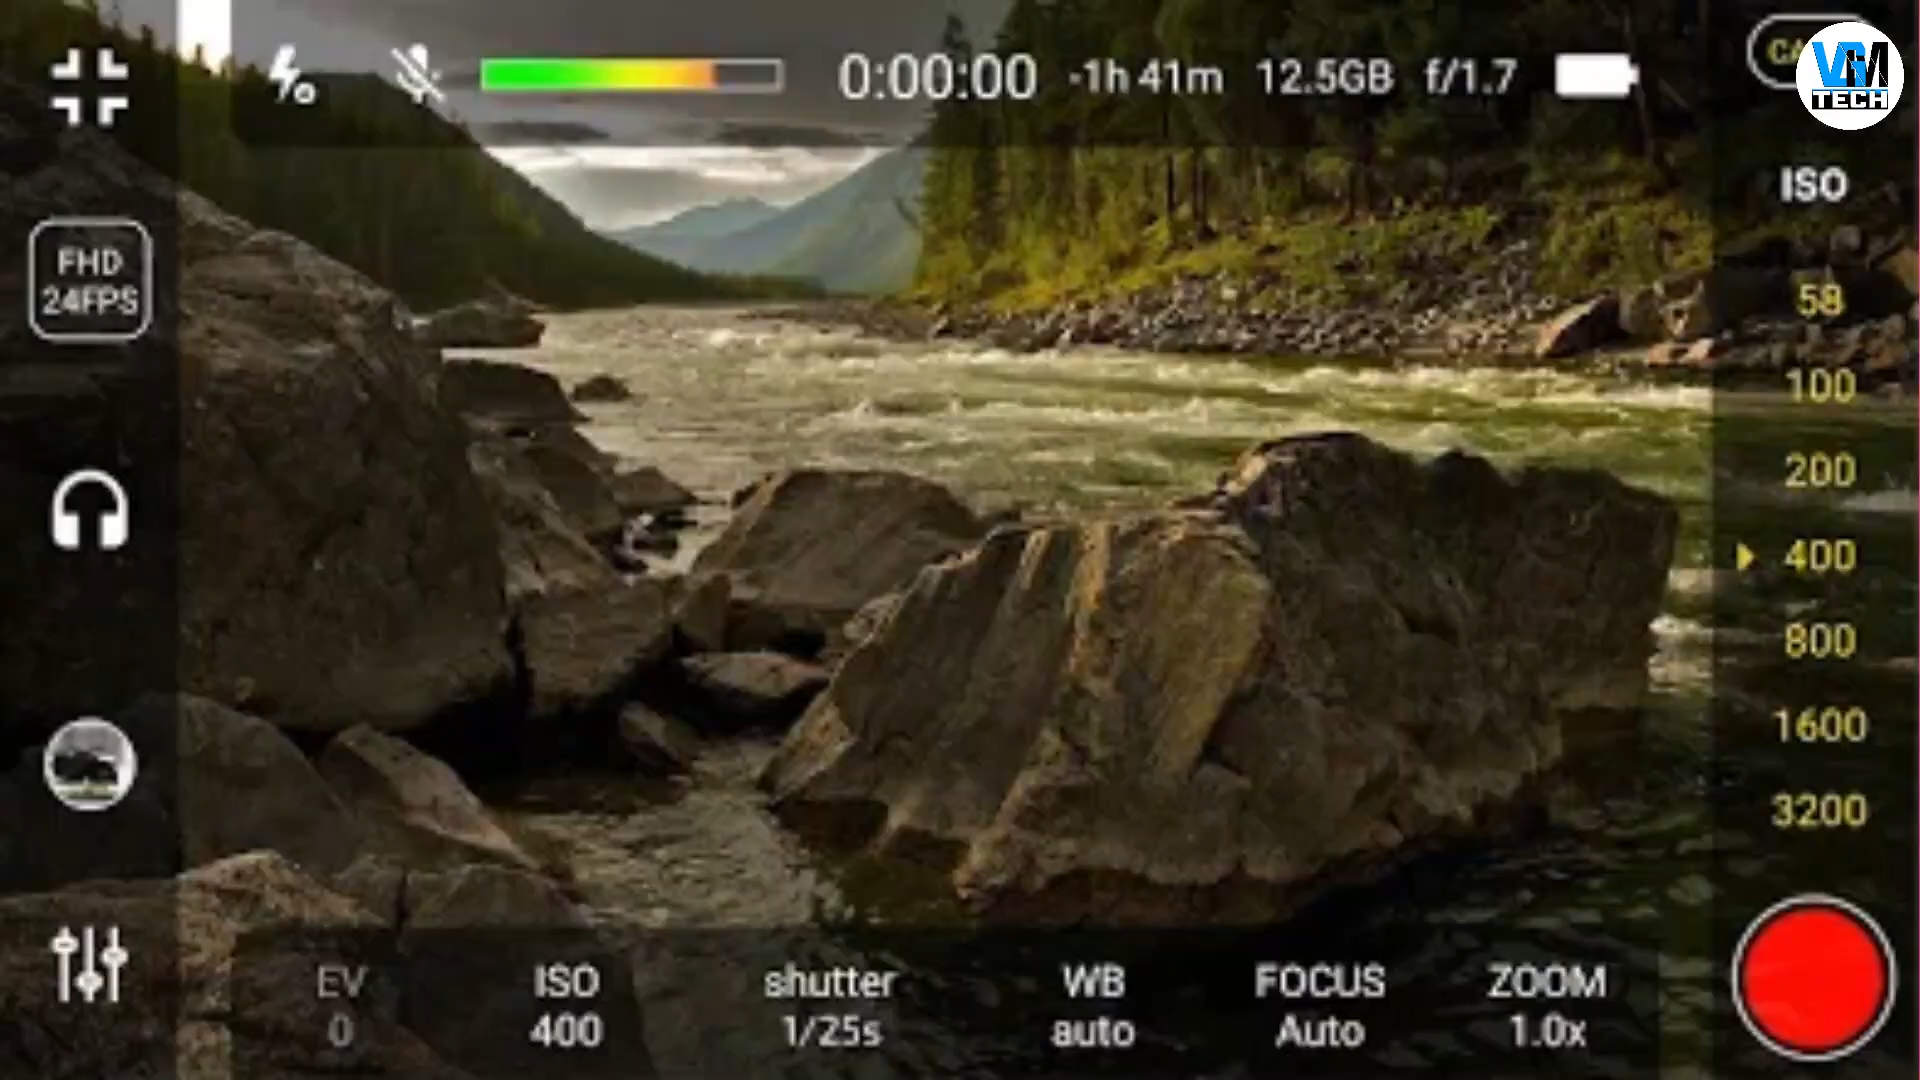 0:00:00 -1h 41m 12.5GB f/1.7
VGM
TECH
ISO
FHD
24FPS
58
100
200
400
800
1600
3200
EV ISO shutter WB FOCUS ZOOM
0 400 1/25s auto Auto 1.0x